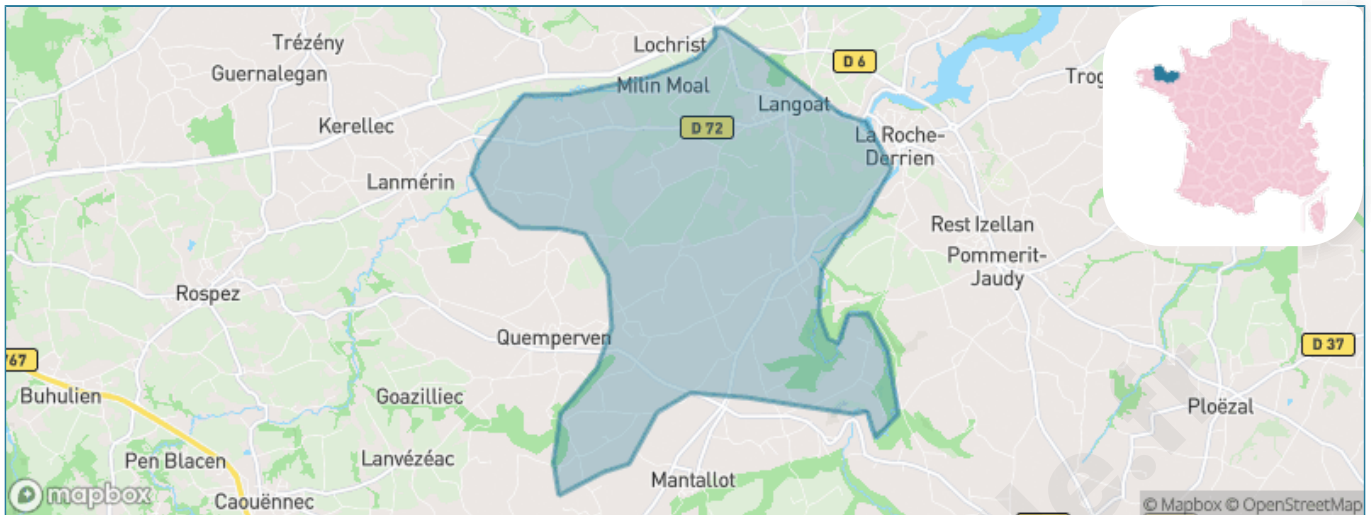 Trézény
Lochrist
D 6
Guernalegan
Milin Moal
Trog
Langoat
Kerellec
D 72
La Roche-
Derrien
Lanmérin
Rest Izellan
Pommerit-
Jaudy
Rospez
Quemperven
D 37
767
Buhulien
Goazilliec
Ploëzal
Pen Blacen
Lanvézéac
Mantallot
mapbox
Caouënnec
© Mapbox © OpenStreetMap